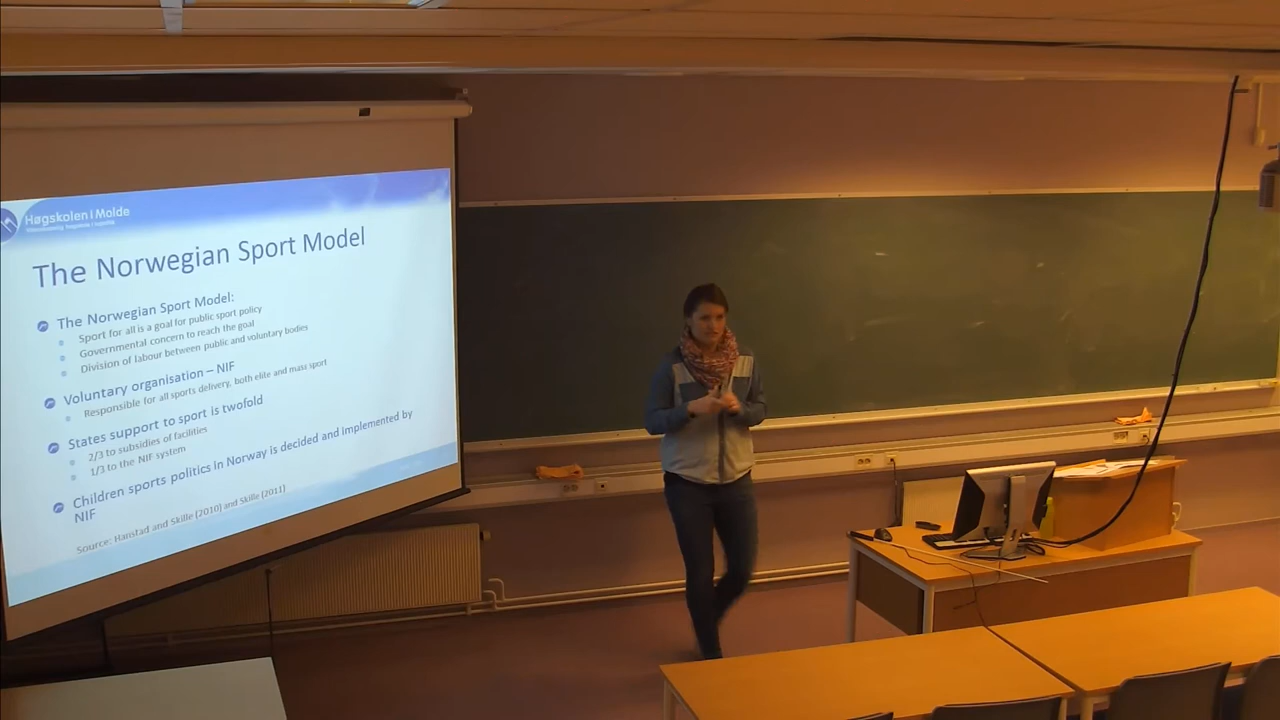 Høgskolen i Molde
Vitenskapelig høgskole i logistikk
The Norwegian Sport Model
The Norwegian Sport Model:
Sport for all is a goal for public sport policy
Governmental concern to reach the goal
Division of labour between public and voluntary bodies
Voluntary organisation – NIF
Responsible for all sports delivery, both elite and mass sport
States support to sport is twofold
2/3 to subsidies of facilities
1/3 to the NIF system
Children sports politics in Norway is decided and implemented by
NIF
Source: Hanstad and Skille (2010) and Skille (2011)